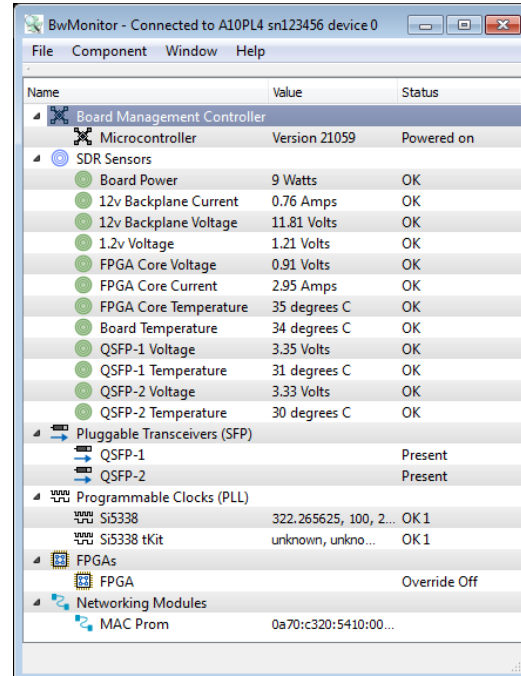 BwMonitor - Connected to A10PL4 sn123456 device 0
File Component Window Help
Name Value Status
Board Management Controller
Microcontroller Version 21059 Powered on
SDR Sensors
Board Power 9 Watts OK
12v Backplane Current 0.76 Amps OK
12v Backplane Voltage 11.81 Volts OK
1.2v Voltage 1.21 Volts OK
FPGA Core Voltage 0.91 Volts OK
FPGA Core Current 2.95 Amps OK
FPGA Core Temperature 35 degrees C OK
Board Temperature 34 degrees C OK
QSFP-1 Voltage 3.35 Volts OK
QSFP-1 Temperature 31 degrees C OK
QSFP-2 Voltage 3.33 Volts OK
QSFP-2 Temperature 30 degrees C OK
Pluggable Transceivers (SFP)
QSFP-1 Present
QSFP-2 Present
Programmable Clocks (PLL)
Si5338 322.265625, 100, 2... OK1
Si5338 tKit unknown, unkno... OK1
FPGAs
FPGA Override Off
Networking Modules
MAC Prom 0a70:c320:5410:00...